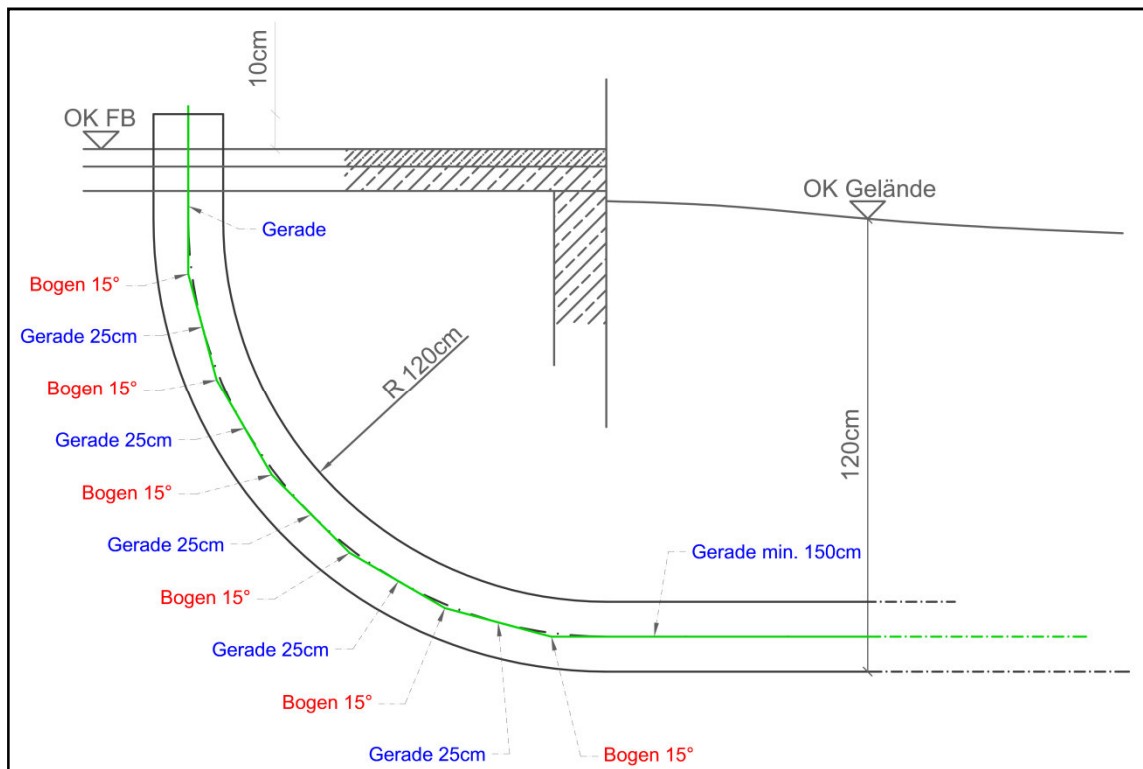 10cm
OK FB
OK Gelände
Gerade
Bogen 15°
Gerade 25cm
R 120cm
Bogen 15°
Gerade 25cm
120cm
Bogen 15°
Gerade 25cm
Gerade min. 150cm
Bogen 15°
Gerade 25cm
Bogen 15°
Gerade 25cm
Bogen 15°